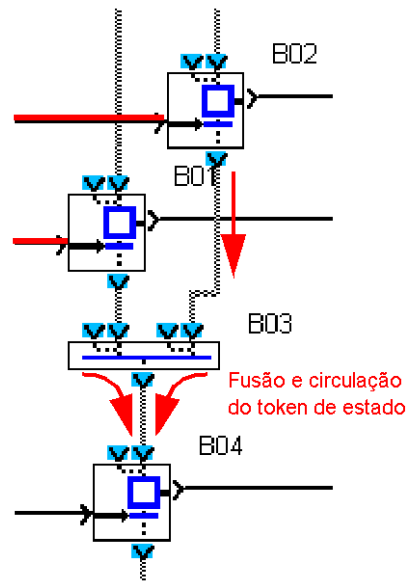 B02
B01
B03
Fusão e circulação
do token de estado
B04